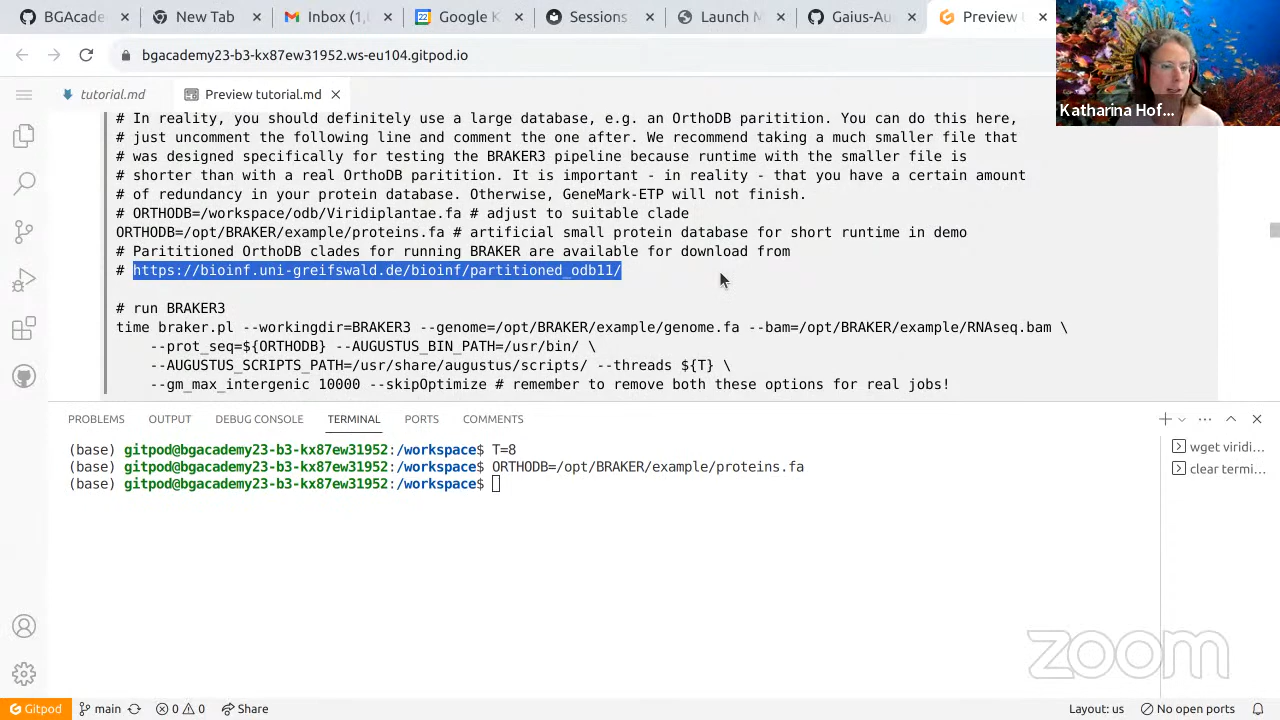 BGAcade
New Tab
Inbox (1,0
Google K
Sessions
Launch M
Gaius-Au
Preview
bgacademy23-b3-kx87ew31952.ws-eu104.gitpod.io
Katharina Hof...
tutorial.md
Preview tutorial.md
# In reality, you should definitely use a large database, e.g. an OrthoDB paritition. You can do this here,
# just uncomment the following line and comment the one after. We recommend taking a much smaller file that
# was designed specifically for testing the BRAKER3 pipeline because runtime with the smaller file is
# shorter than with a real OrthoDB paritition. It is important - in reality - that you have a certain amount
# of redundancy in your protein database. Otherwise, GeneMark-ETP will not finish.
# ORTHODB=/workspace/odb/Viridiplantae.fa # adjust to suitable clade
ORTHODB=/opt/BRAKER/example/proteins.fa # artificial small protein database for short runtime in demo
# Parititioned OrthoDB clades for running BRAKER are available for download from
# https://bioinf.uni-greifswald.de/bioinf/partitioned_odb11/
# run BRAKER3
time braker.pl --workingdir=BRAKER3 --genome=/opt/BRAKER/example/genome.fa --bam=/opt/BRAKER/example/RNAseq.bam \
--prot_seq=${ORTHODB} --AUGUSTUS_BIN_PATH=/usr/bin/ \
--AUGUSTUS_SCRIPTS_PATH=/usr/share/augustus/scripts/ --threads ${T} \
--gm_max_intergenic 10000 --skipOptimize # remember to remove both these options for real jobs!
PROBLEMS OUTPUT DEBUG CONSOLE TERMINAL PORTS COMMENTS
(base) gitpod@bgacademy23-b3-kx87ew31952:/workspace$ T=8
(base) gitpod@bgacademy23-b3-kx87ew31952:/workspace$ ORTHODB=/opt/BRAKER/example/proteins.fa
(base) gitpod@bgacademy23-b3-kx87ew31952:/workspace$
wget viridi...
clear termi...
zoom
Gitpod main 0 0 Share Layout: us No open ports